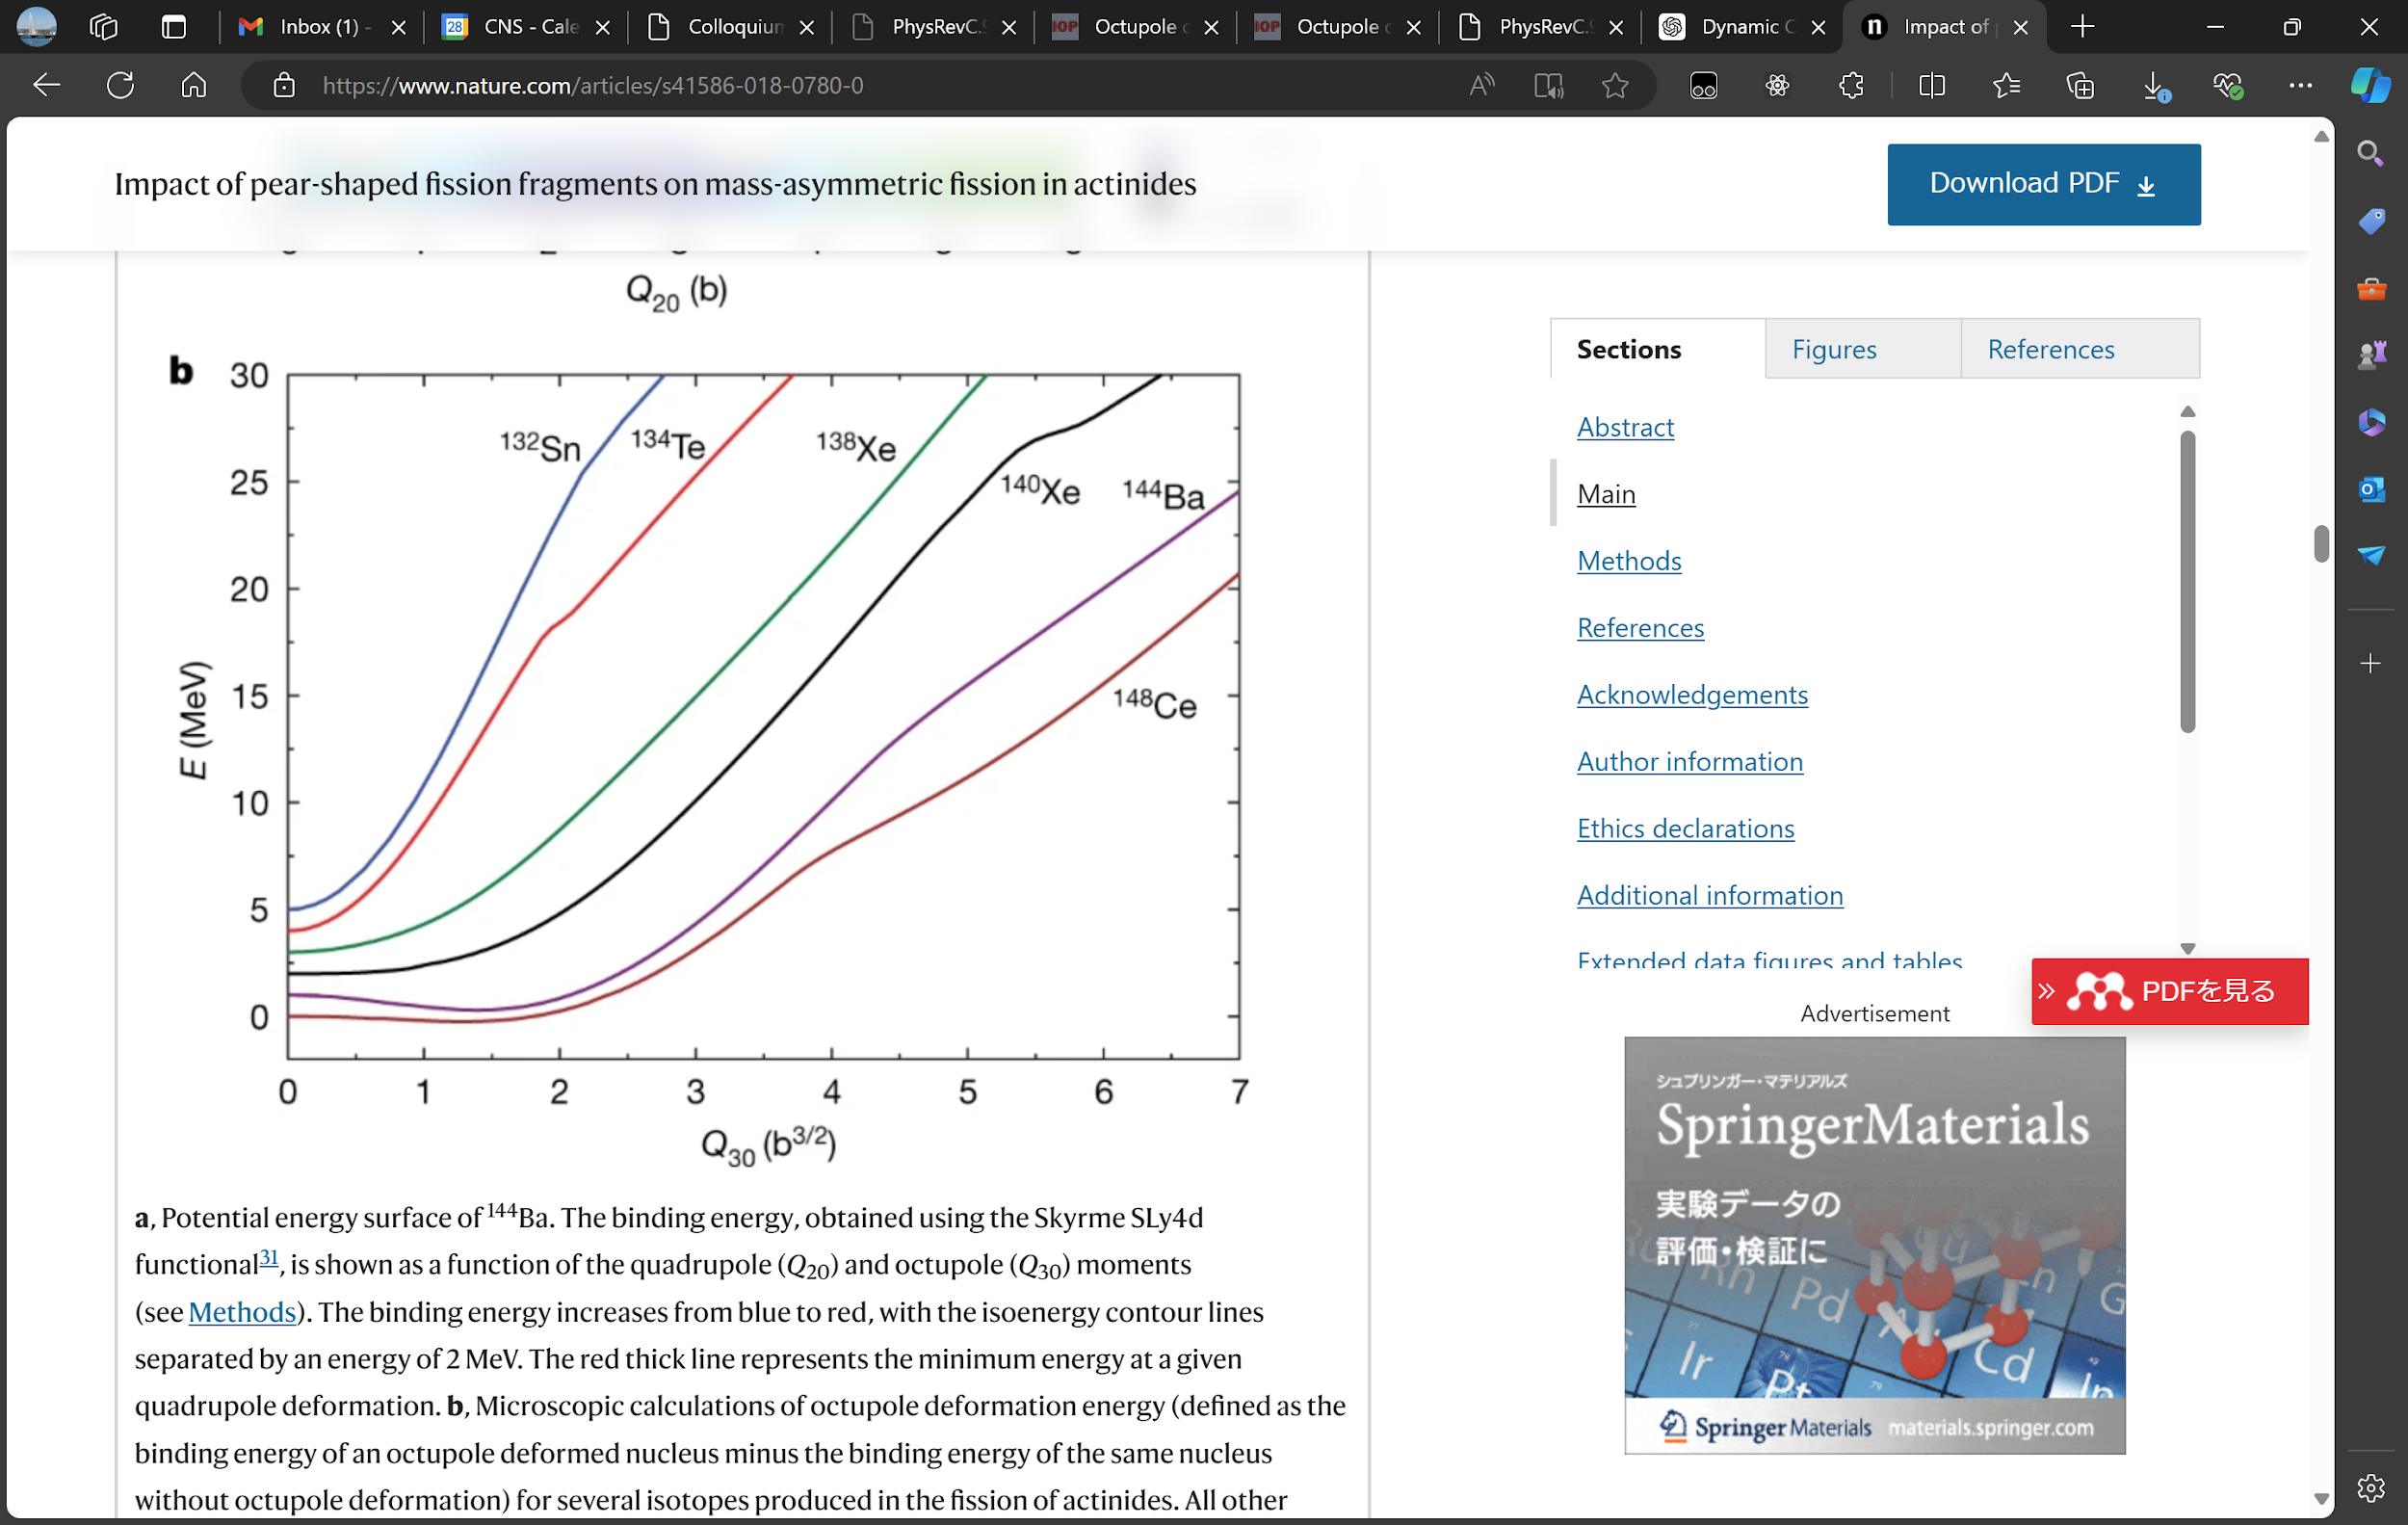 Inbox (1) -
CNS - Cale
Colloquiun
PhysRevC.
Octupole
Octupole
PhysRevC.
Dynamic C
Impact of
https://www.nature.com/articles/s41586-018-0780-0
Impact of pear-shaped fission fragments on mass-asymmetric fission in actinides
Download PDF
Q20 (b)
b
30
25
20
15
10
5
0
E (MeV)
132Sn
134Te
138Xe
140Xe
144Ba
148Ce
0 1 2 3 4 5 6 7
Q30 (b3/2)
a, Potential energy surface of 144Ba. The binding energy, obtained using the Skyrme SLy4d
functional31, is shown as a function of the quadrupole (Q20) and octupole (Q30) moments
(see Methods). The binding energy increases from blue to red, with the isoenergy contour lines
separated by an energy of 2 MeV. The red thick line represents the minimum energy at a given
quadrupole deformation. b, Microscopic calculations of octupole deformation energy (defined as the
binding energy of an octupole deformed nucleus minus the binding energy of the same nucleus
without octupole deformation) for several isotopes produced in the fission of actinides. All other
Sections
Figures
References
Abstract
Main
Methods
References
Acknowledgements
Author information
Ethics declarations
Additional information
Extended data figures and tables
PDFを見る
Advertisement
シュプリンガー・マテリアルズ
SpringerMaterials
実験データの
評価・検証に
Rh
Pd
Ir
Pt
Cd
In
Springer Materials materials.springer.com